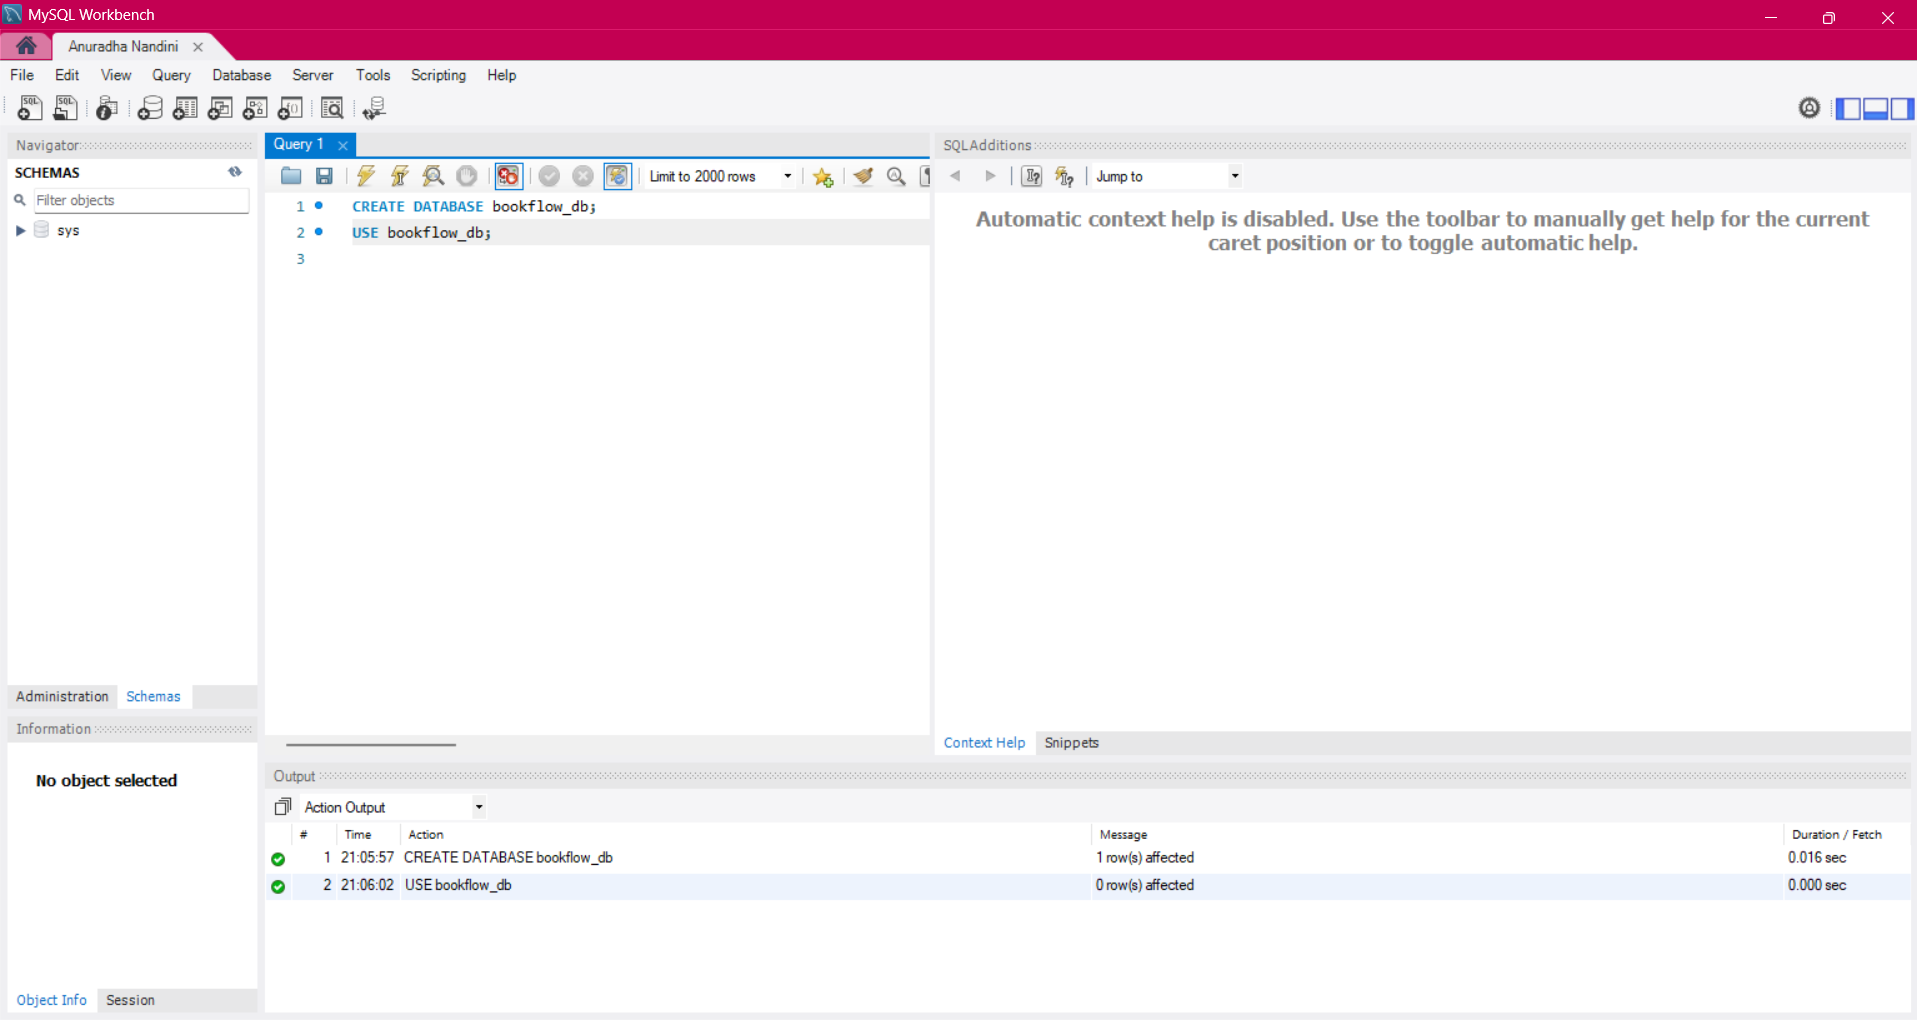 MySQL Workbench
Anuradha Nandini
File Edit View Query Database Server Tools Scripting Help
Navigator
SCHEMAS
Filter objects
sys
Administration Schemas
Information
No object selected
Object Info Session
Query 1
Limit to 2000 rows
1 CREATE DATABASE bookflow_db;
2 USE bookflow_db;
3
SQLAdditions
Jump to
Automatic context help is disabled. Use the toolbar to manually get help for the current
caret position or to toggle automatic help.
Context Help Snippets
Output
Action Output
# Time Action Message Duration / Fetch
1 21:05:57 CREATE DATABASE bookflow_db 1 row(s) affected 0.016 sec
2 21:06:02 USE bookflow_db 0 row(s) affected 0.000 sec